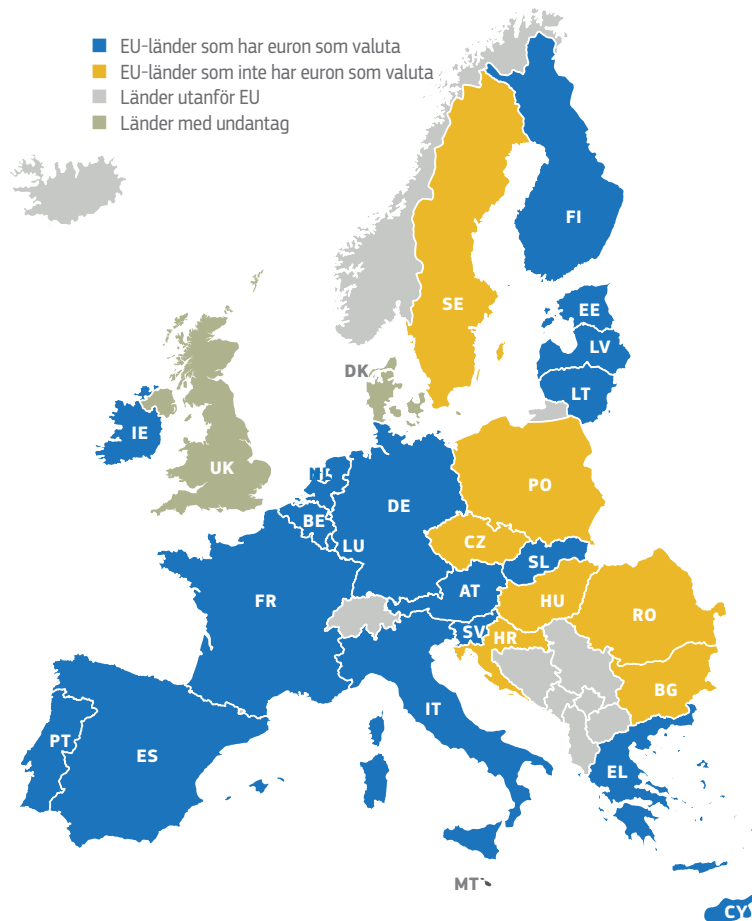 EU-länder som har euron som valuta
EU-länder som inte har euron som valuta
Länder utanför EU
Länder med undantag
FI
SE
EE
LV
DK
LT
IE
UK
NL
PO
DE
BE
CZ
LU
SL
AT
FR
HU
RO
SV
HR
BG
IT
PT
ES
EL
MT
CY